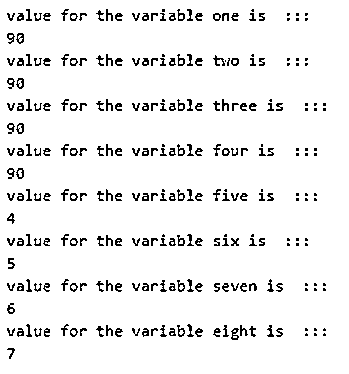 value for the variable one is  :::
90
value for the variable two is  :::
90
value for the variable three is  :::
90
value for the variable four is  :::
90
value for the variable five is  :::
4
value for the variable six is  :::
5
value for the variable seven is  :::
6
value for the variable eight is  :::
7